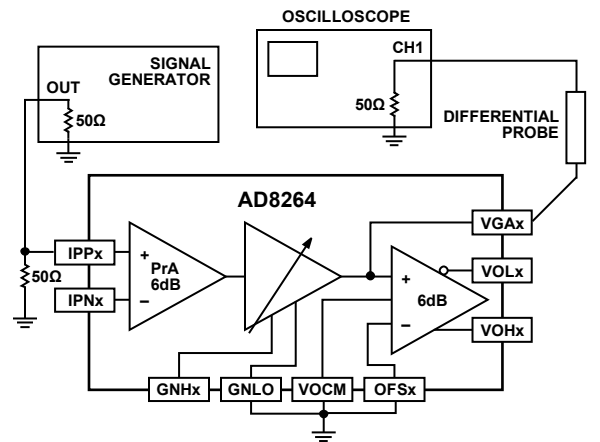 OSCILLOSCOPE
SIGNAL
GENERATOR
OUT
50Ω
CH1
50Ω
DIFFERENTIAL
PROBE
AD8264
VGAx
IPPx
+
PrA
6dB
–
50Ω
IPNx
+
6dB
–
VOLx
VOHx
GNHx
GNLO
VOCM
OFSx